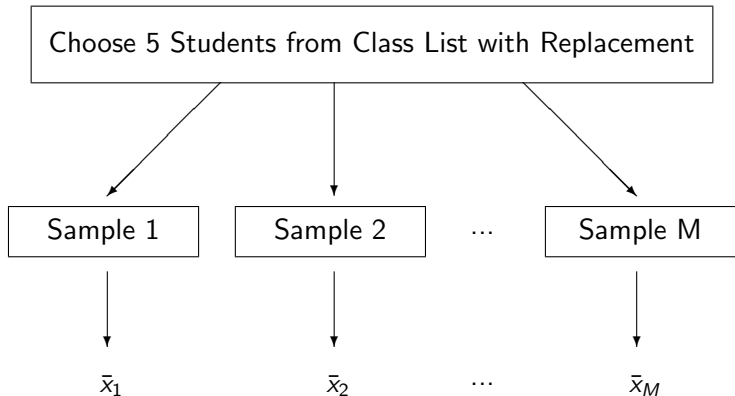 Choose 5 Students from Class List with Replacement
Sample 1 Sample 2 ... Sample M
x̄₁ x̄₂ ... x̄_M